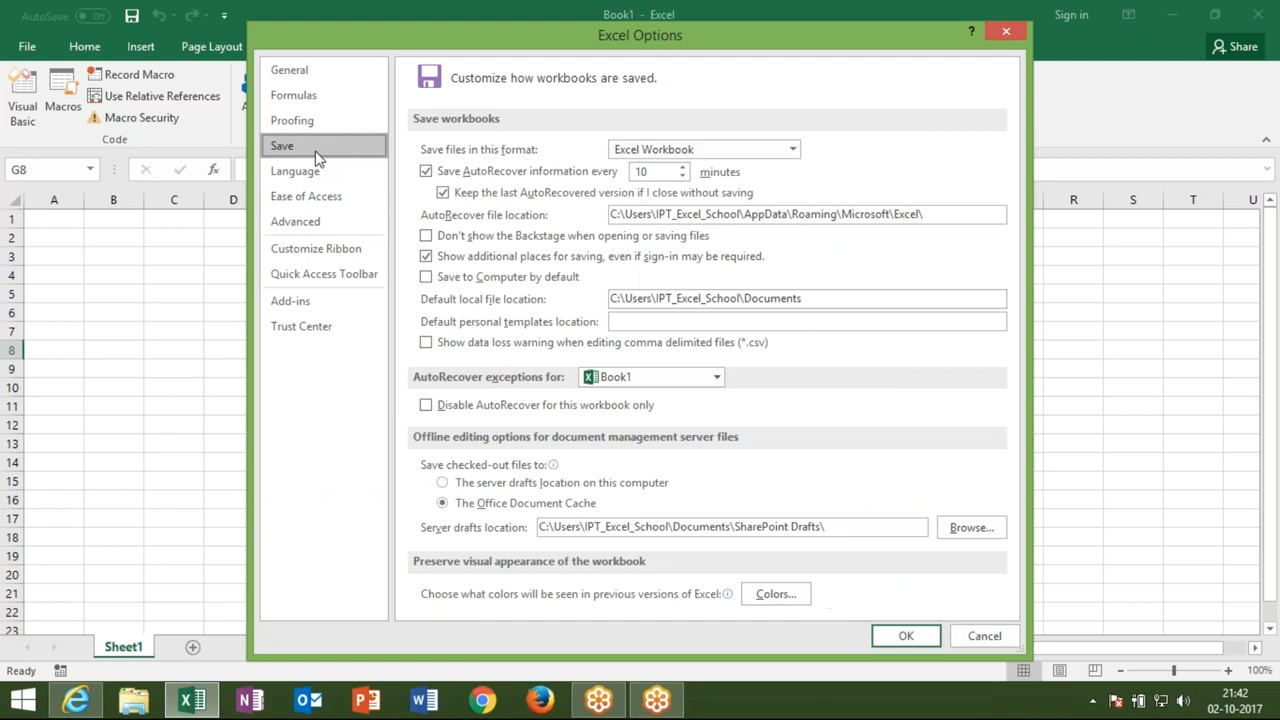 AutoSave Off Book1 - Excel Sign in
Excel Options ?
File Home Insert Page Layout Share
Visual Basic
Macros
Record Macro
Use Relative References
Macro Security
Code
G8 fx
A B C D R S T U
1
2
3
4
5
6
7
8
9
10
11
12
13
14
15
16
17
18
19
20
21
22
23
General
Formulas
Proofing
Save
Language
Ease of Access
Advanced
Customize Ribbon
Quick Access Toolbar
Add-ins
Trust Center
Customize how workbooks are saved.
Save workbooks
Save files in this format: Excel Workbook
Save AutoRecover information every 10 minutes
Keep the last AutoRecovered version if I close without saving
AutoRecover file location: C:\Users\IPT_Excel_School\AppData\Roaming\Microsoft\Excel\
Don't show the Backstage when opening or saving files
Show additional places for saving, even if sign-in may be required.
Save to Computer by default
Default local file location: C:\Users\IPT_Excel_School\Documents
Default personal templates location:
Show data loss warning when editing comma delimited files (*.csv)
AutoRecover exceptions for: Book1
Disable AutoRecover for this workbook only
Offline editing options for document management server files
Save checked-out files to:
The server drafts location on this computer
The Office Document Cache
Server drafts location: C:\Users\IPT_Excel_School\Documents\SharePoint Drafts\ Browse...
Preserve visual appearance of the workbook
Choose what colors will be seen in previous versions of Excel: Colors...
OK Cancel
Sheet1
Ready 100%
21:42
02-10-2017